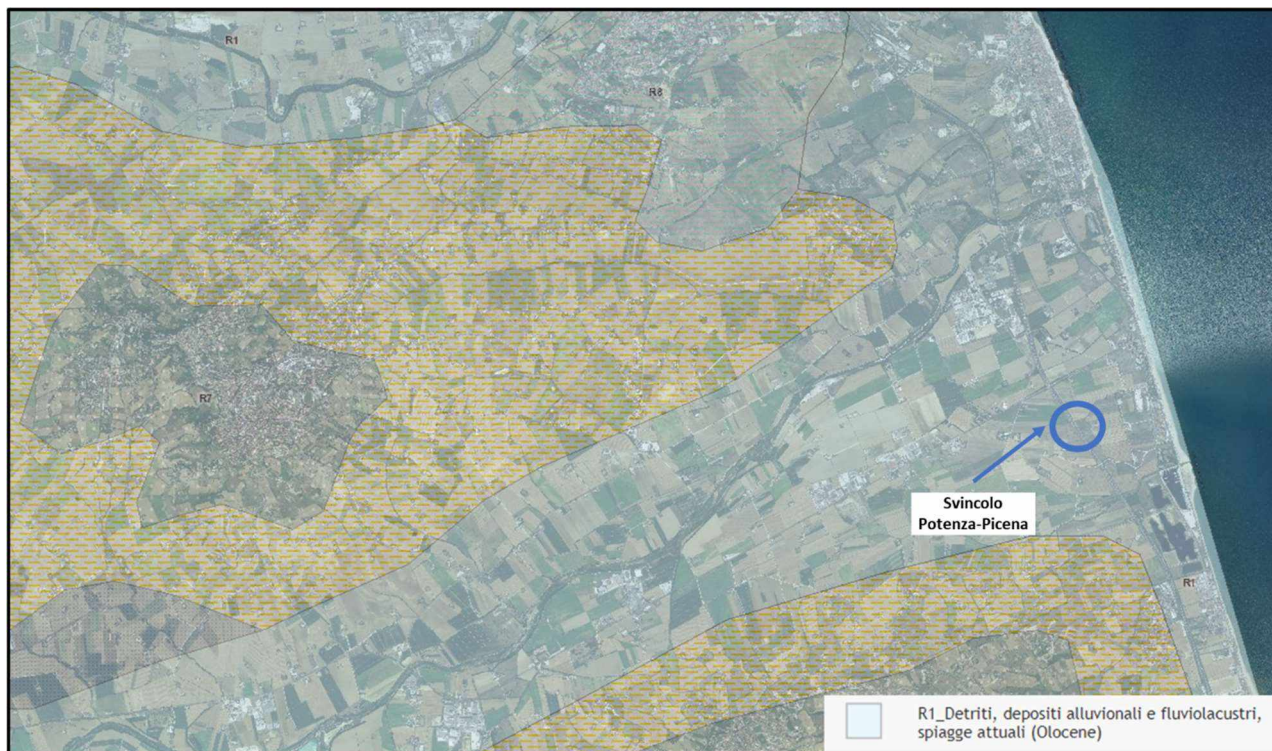 R1
R8
R7
Svincolo
Potenza-Picena
R1
R1_Detriti, depositi alluvionali e fluviolacustri,
spiagge attuali (Olocene)